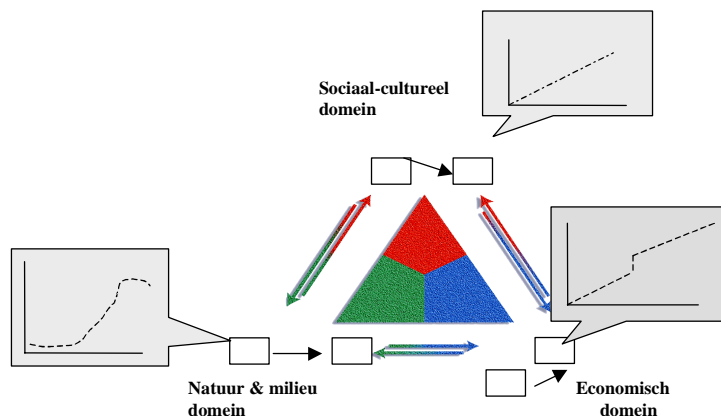 Sociaal-cultureel
domein
Natuur & milieu
domein
Economisch
domein